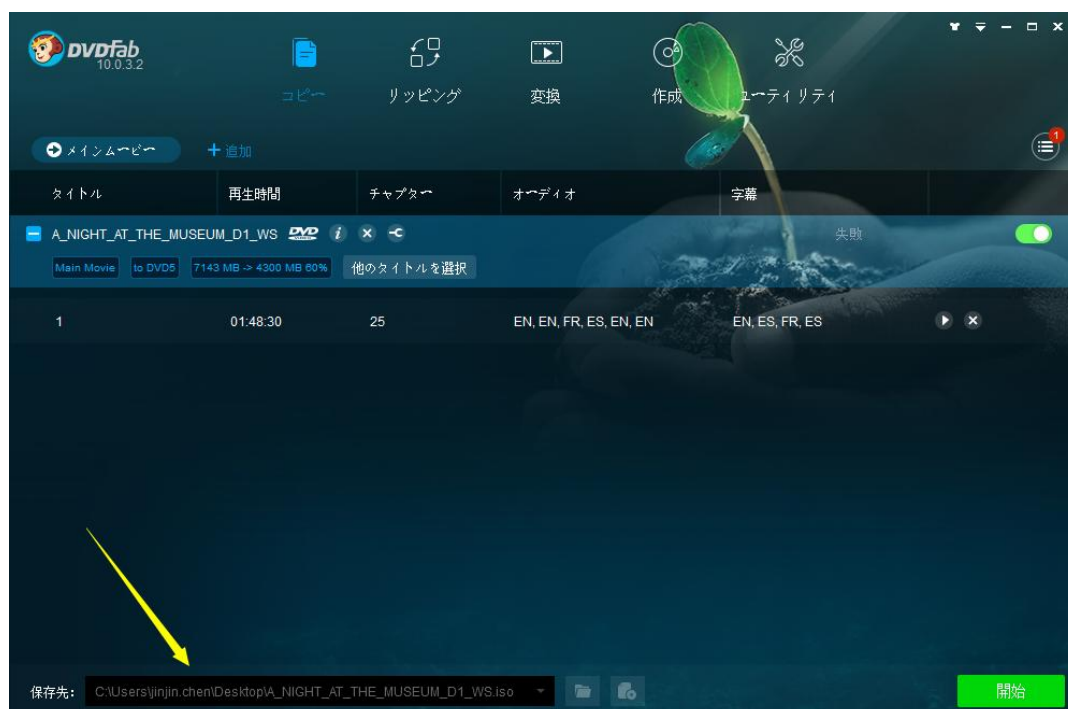 DVDFab
10.0.3.2
コピー リッピング 変換 作成 ユーティリティ
メインムービー + 追加 1
タイトル 再生時間 チャプター オーディオ 字幕
A_NIGHT_AT_THE_MUSEUM_D1_WS DVD i 失敗
Main Movie to DVD5 7143 MB -> 4300 MB 60% 他のタイトルを選択
1 01:48:30 25 EN, EN, FR, ES, EN, EN EN, ES, FR, ES
保存先: C:\Users\jinjin.chen\Desktop\A_NIGHT_AT_THE_MUSEUM_D1_WS.iso 開始